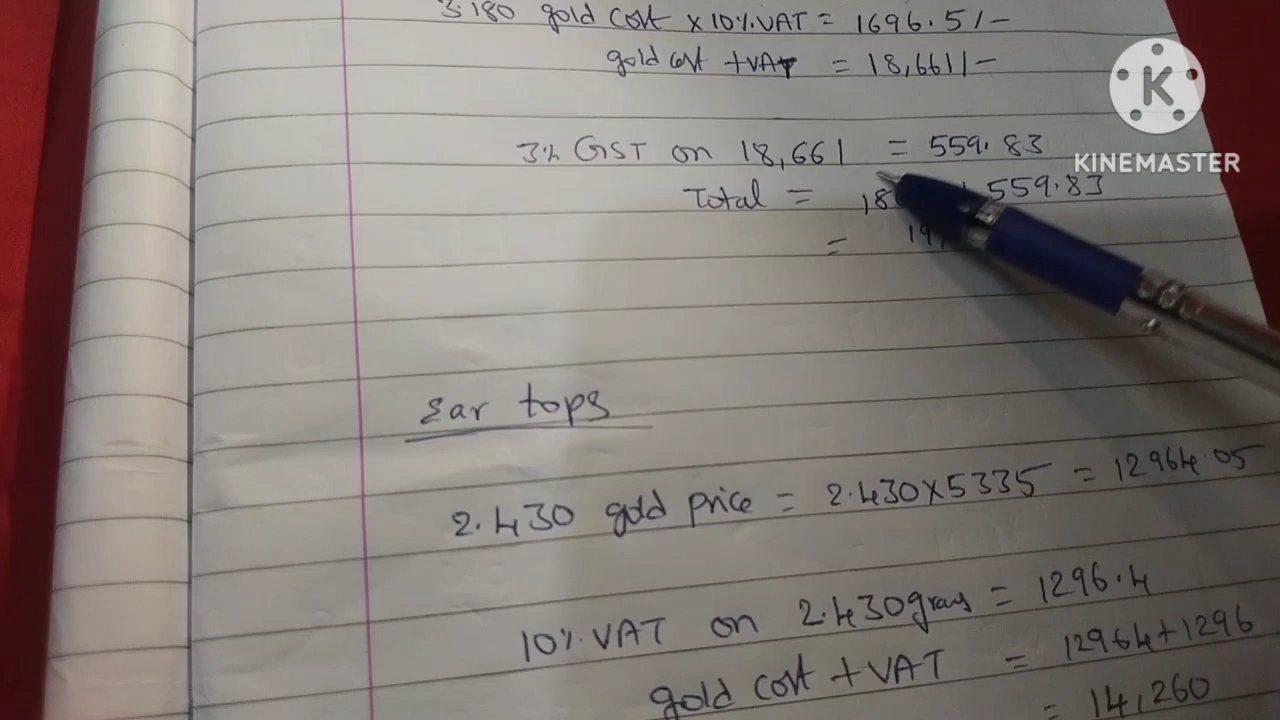 3.180 gold cost x 10% VAT = 1696.5/-
gold cost + VAT = 18,661/-
K
KINEMASTER
3% GST on 18,661 = 559.83
Total = 559.83
=
Ear tops
2.430 gold price = 2.430x5335 = 12964.05
10% VAT on 2.430grams = 1296.4
gold cost + VAT = 12964+1296
= 14,260